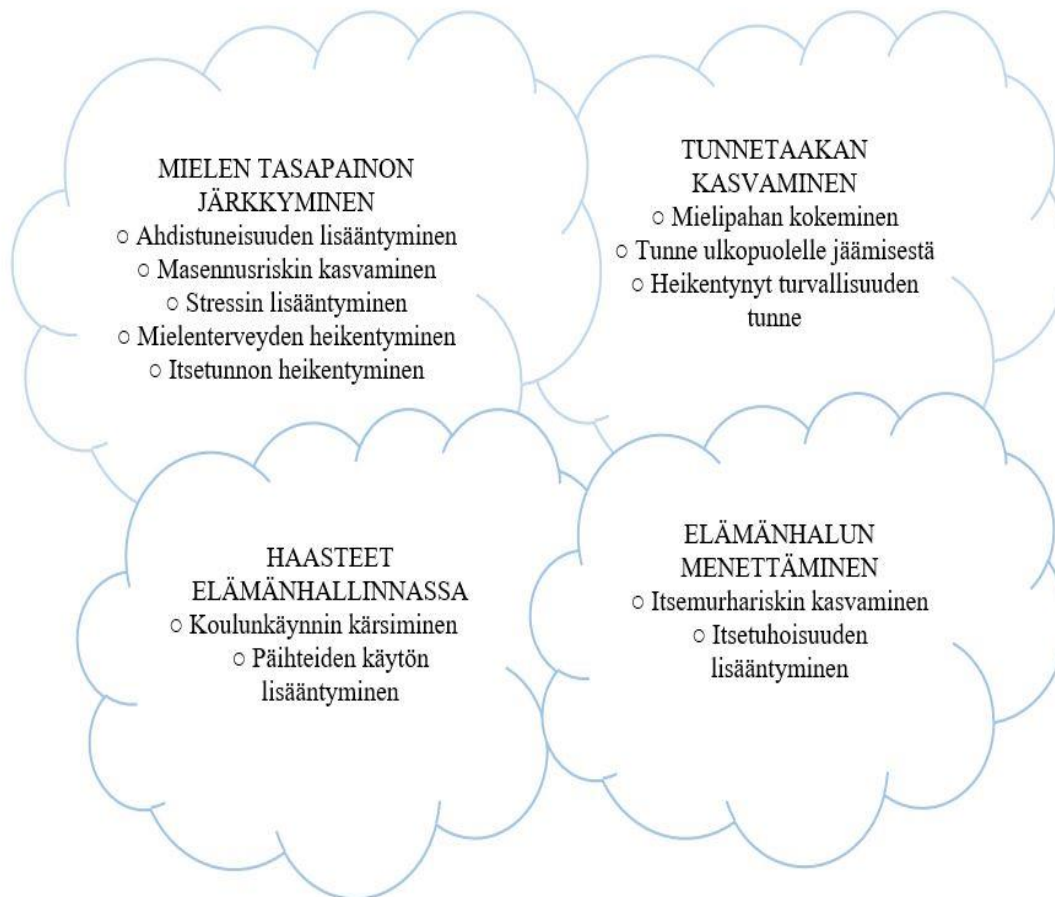 MIELEN TASAPAINON
JÄRKKYMINEN
○ Ahdistuneisuuden lisääntyminen
○ Masennusriskin kasvaminen
○ Stressin lisääntyminen
○ Mielenterveyden heikentyminen
○ Itsetunnon heikentyminen
TUNNETAAKAN
KASVAMINEN
○ Mielipahan kokeminen
○ Tunne ulkopuolelle jäämisestä
○ Heikentynyt turvallisuuden
tunne
HAASTEET
ELÄMÄNHALLINNASSA
○ Koulunkäynnin kärsiminen
○ Päihteiden käytön
lisääntyminen
ELÄMÄNHALUN
MENETTÄMINEN
○ Itsemurhariskin kasvaminen
○ Itsetuhoisuuden
lisääntyminen